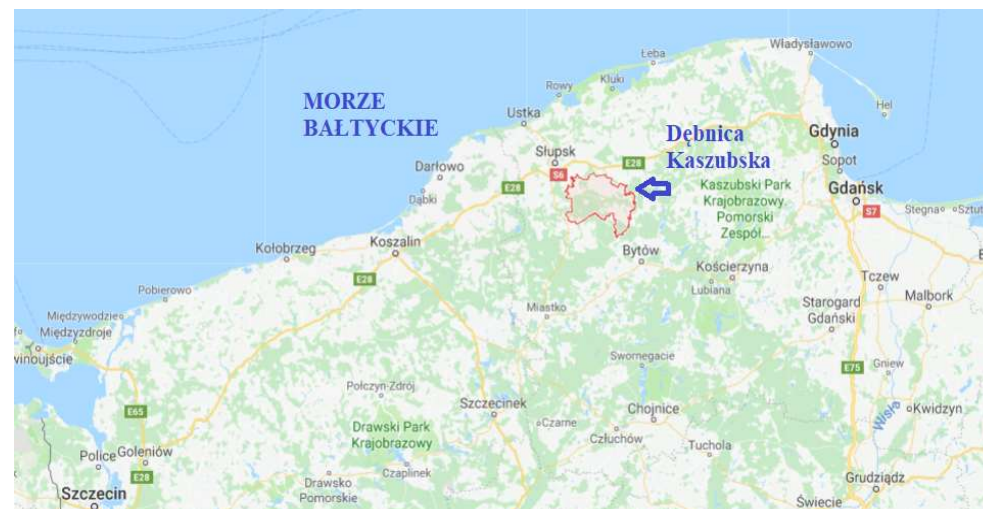 Władysławowo
Łeba
Kluki
Rowy
MORZE
BAŁTYCKIE
Hel
Ustka
Dębnica
Kaszubska
Gdynia
Słupsk
E28
Sopot
Darłowo
S6
E28
Kaszubski Park
Krajobrazowy
Pomorski
Zespół...
Gdańsk
Dąbki
S7
Stegna
Sztut
Kołobrzeg
Koszalin
Bytów
Kościerzyna
E28
Lubiana
Tczew
Pobierowo
Malbork
Miastko
Starogard
Gdański
Międzywodzie
Międzyzdroje
winoujście
Swornegacie
E75
Gniew
Połczyn-Zdrój
Szczecinek
Chojnice
Wisła
Kwidzyn
E65
Czarne
Drawski Park
Krajobrazowy
Człuchów
Tuchola
Police
Goleniów
Czaplinek
E28
Drawsko
Pomorskie
Grudziądz
Szczecin
Świecie